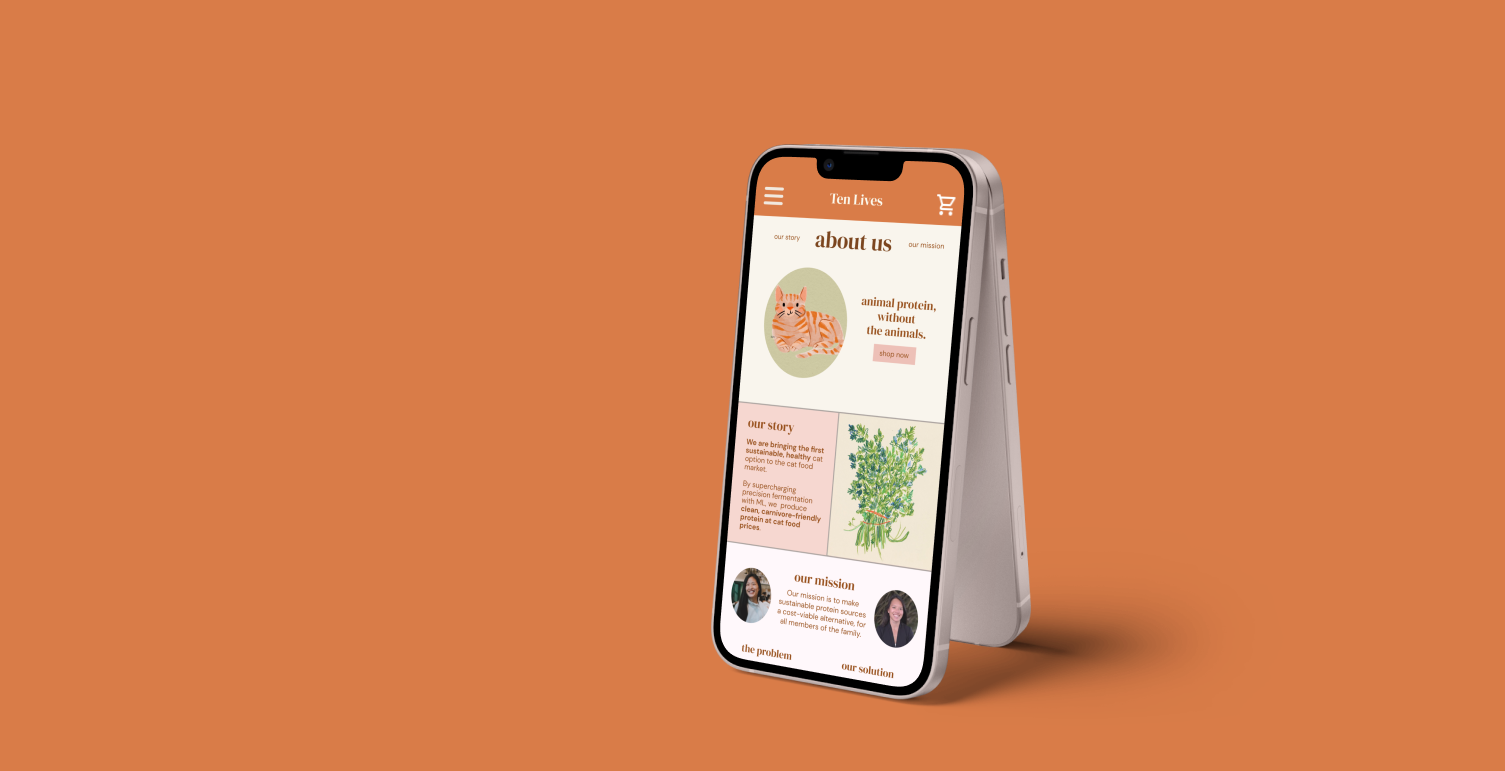 Ten Lives
our story
about us
our mission
animal protein,
without
the animals.
shop now
our story
We are bringing the first
sustainable, healthy cat
option to the cat food
market.
By supercharging
precision fermentation
with ML, we produce
clean, carnivore-friendly
protein at cat food
prices.
our mission
Our mission is to make
sustainable protein sources
a cost-viable alternative, for
all members of the family.
the problem
our solution